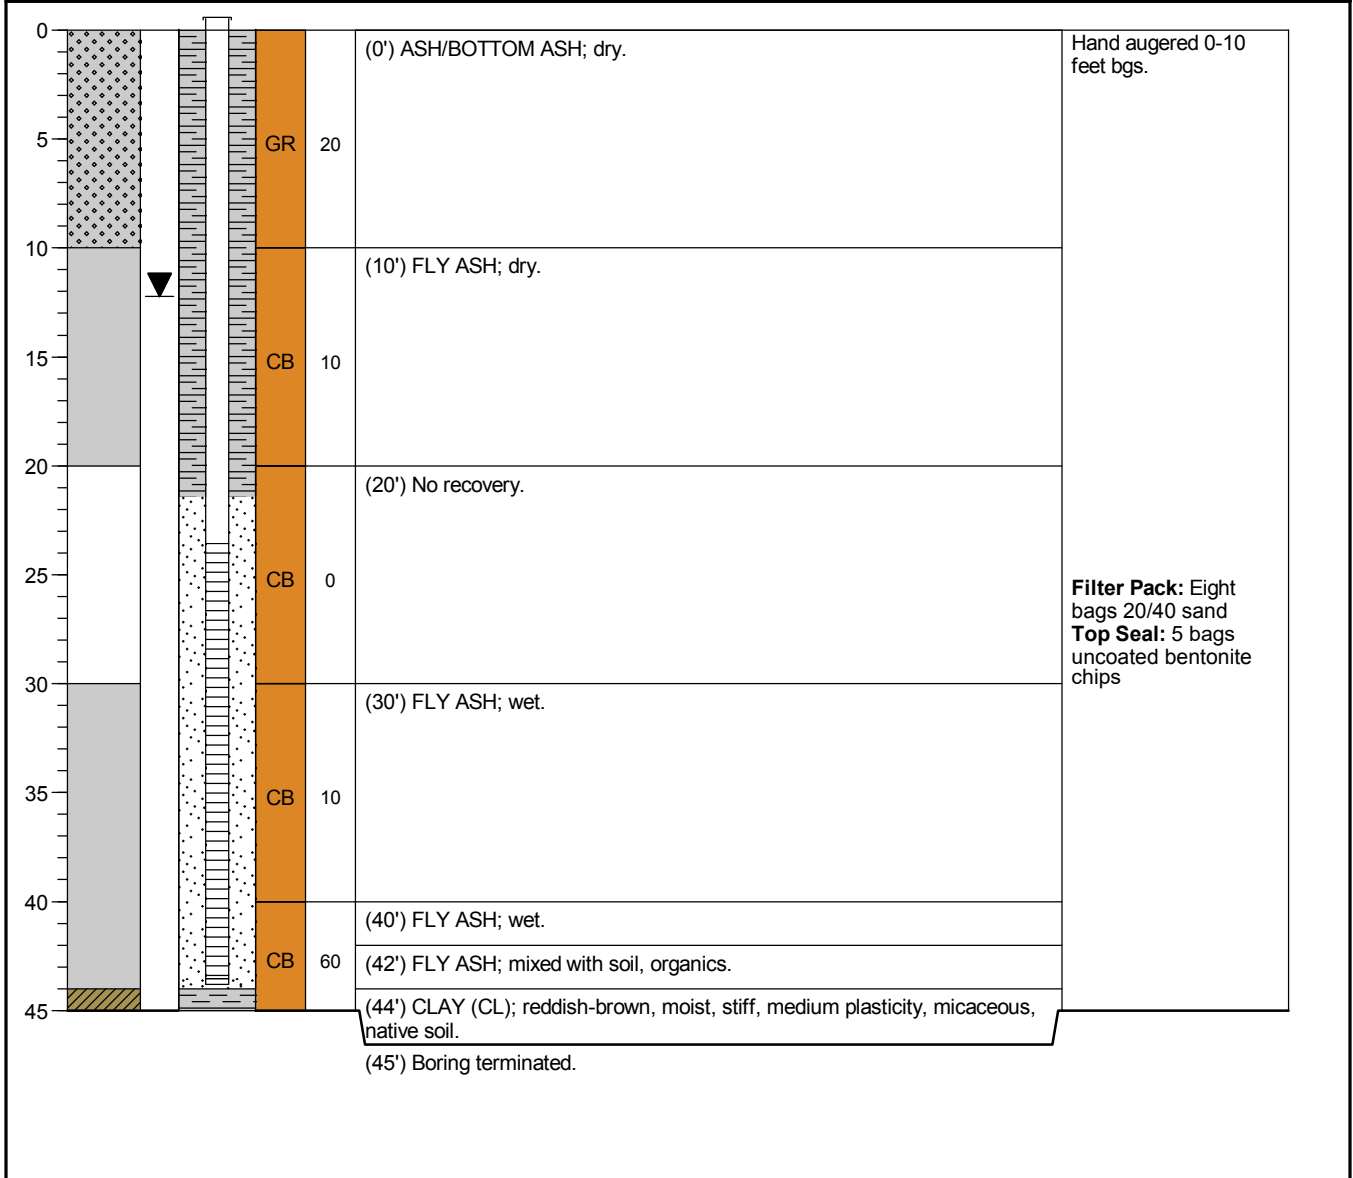 0
(0') ASH/BOTTOM ASH; dry.
Hand augered 0-10
feet bgs.
5
GR
20
10
(10') FLY ASH; dry.
15
CB
10
20
(20') No recovery.
25
CB
0
Filter Pack: Eight
bags 20/40 sand
Top Seal: 5 bags
uncoated bentonite
chips
30
(30') FLY ASH; wet.
35
CB
10
40
(40') FLY ASH; wet.
CB
60
(42') FLY ASH; mixed with soil, organics.
45
(44') CLAY (CL); reddish-brown, moist, stiff, medium plasticity, micaceous,
native soil.
(45') Boring terminated.